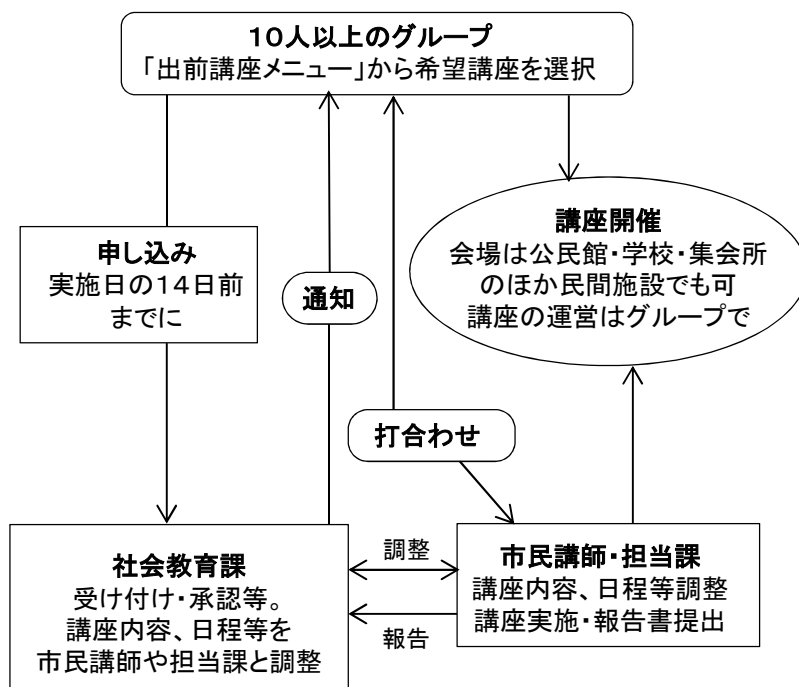 10人以上のグループ
「出前講座メニュー」から希望講座を選択
申し込み
実施日の14日前
までに
通知
講座開催
会場は公民館・学校・集会所
のほか民間施設でも可
講座の運営はグループで
打合わせ
社会教育課
受け付け・承認等。
講座内容、日程等を
市民講師や担当課と調整
調整
報告
市民講師・担当課
講座内容、日程等調整
講座実施・報告書提出